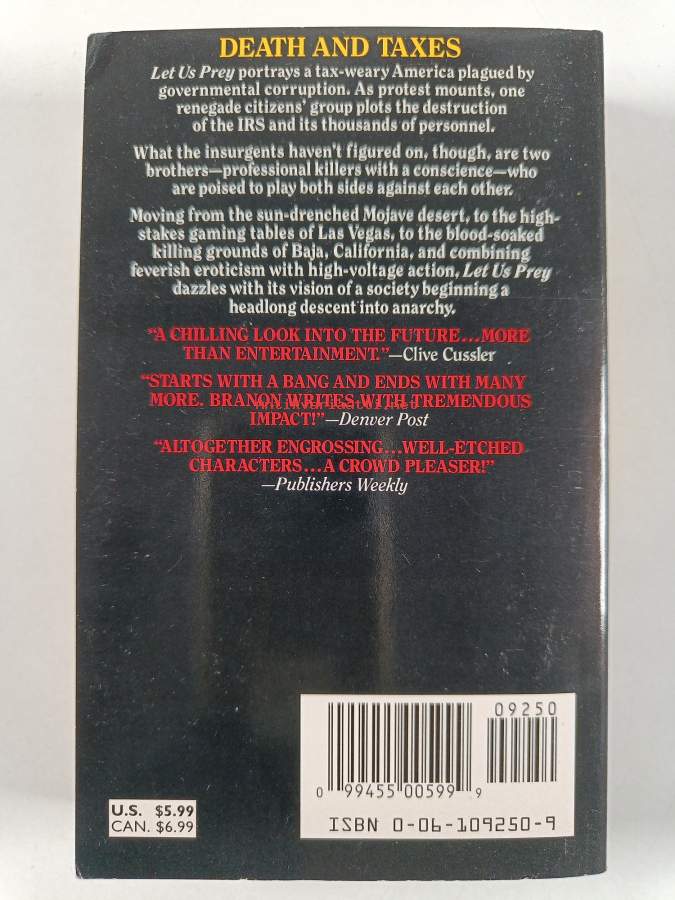 DEATH AND TAXES
Let Us Prey portrays a tax-weary America plagued by
governmental corruption. As protest mounts, one
renegade citizens' group plots the destruction
of the IRS and its thousands of personnel.
What the insurgents haven't figured on, though, are two
brothers—professional killers with a conscience—who
are poised to play both sides against each other.
Moving from the sun-drenched Mojave desert, to the high-
stakes gaming tables of Las Vegas, to the blood-soaked
killing grounds of Baja, California, and combining
feverish eroticism with high-voltage action, Let Us Prey
dazzles with its vision of a society beginning a
headlong descent into anarchy.
"A CHILLING LOOK INTO THE FUTURE...MORE
THAN ENTERTAINMENT."—Clive Cussler
"STARTS WITH A BANG AND ENDS WITH MANY
MORE. BRANON WRITES WITH TREMENDOUS
IMPACT!"—Denver Post
"ALTOGETHER ENGROSSING...WELL-ETCHED
CHARACTERS...A CROWD PLEASER!"
—Publishers Weekly
09250
0 99455 00599 9
ISBN 0-06-109250-9
U.S. $5.99
CAN. $6.99